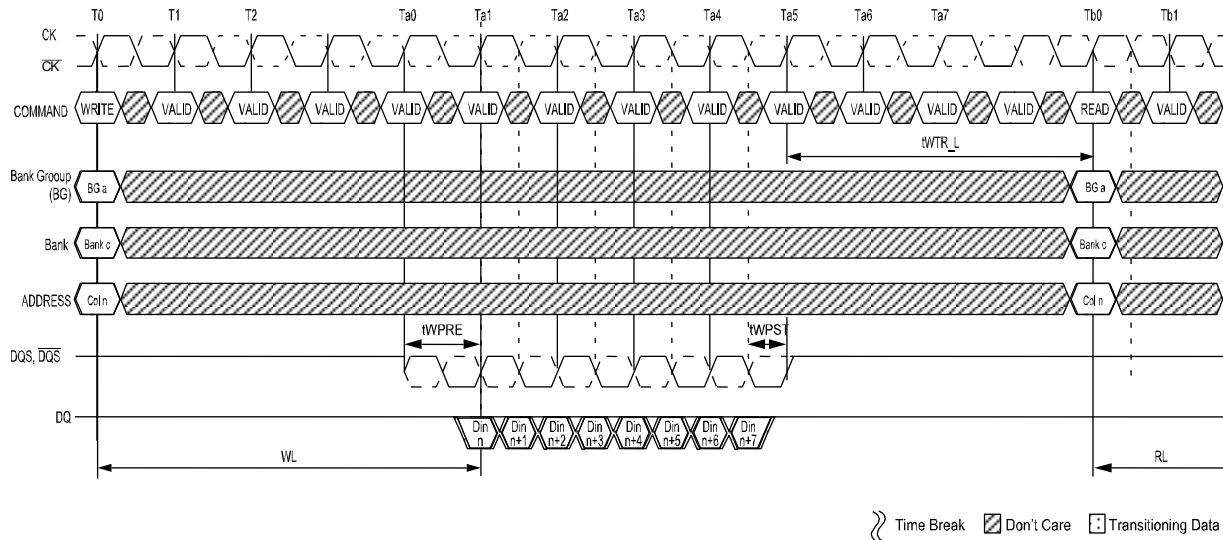 T0 T1 T2 Ta0 Ta1 Ta2 Ta3 Ta4 Ta5 Ta6 Ta7 Tb0 Tb1
CK
CK
COMMAND WRITE VALID VALID VALID VALID VALID VALID VALID VALID VALID VALID VALID VALID READ VALID
tWTR_L
Bank Grooup
(BG)
BG a BG a
Bank Bank c Bank c
ADDRESS Col n Col n
tWPRE tWPST
DQS, DQS
DQ
Din Din Din Din Din Din Din Din
n n+1 n+2 n+3 n+4 n+5 n+6 n+7
WL RL
Time Break Don't Care Transitioning Data